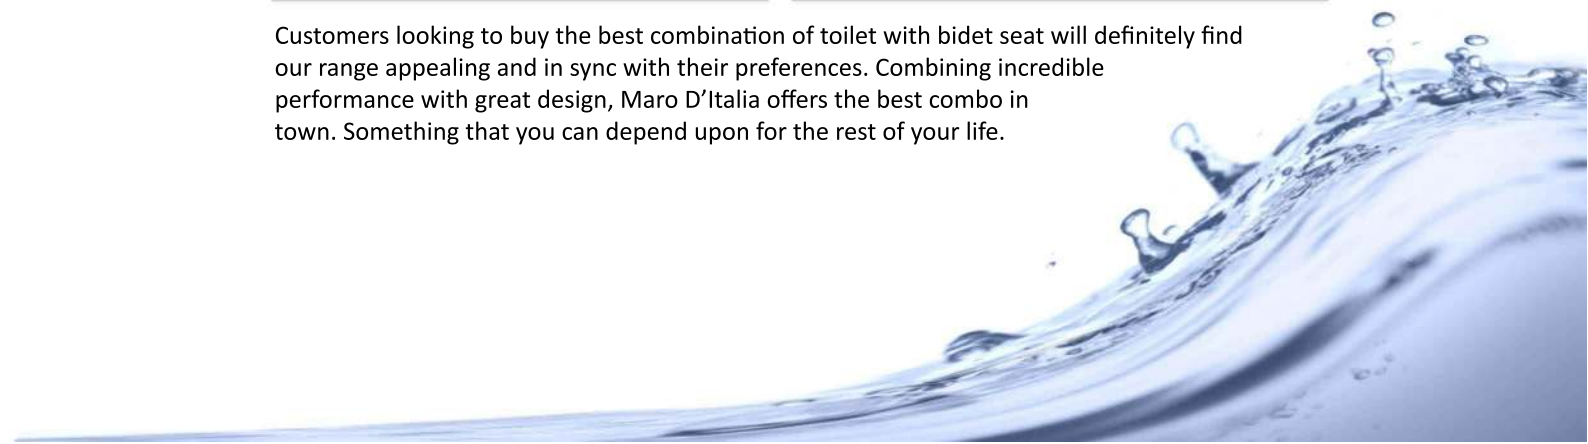 Customers looking to buy the best combination of toilet with bidet seat will definitely find
our range appealing and in sync with their preferences. Combining incredible
performance with great design, Maro D’Italia offers the best combo in
town. Something that you can depend upon for the rest of your life.